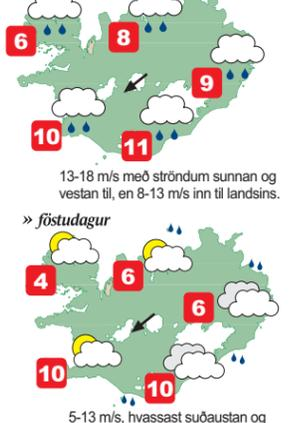 6
8
9
10
11
13-18 m/s með ströndum sunnan og
vestan til, en 8-13 m/s inn til landsins.
» föstudagur
4
6
6
10
10
5-13 m/s, hvassast suðaustan og